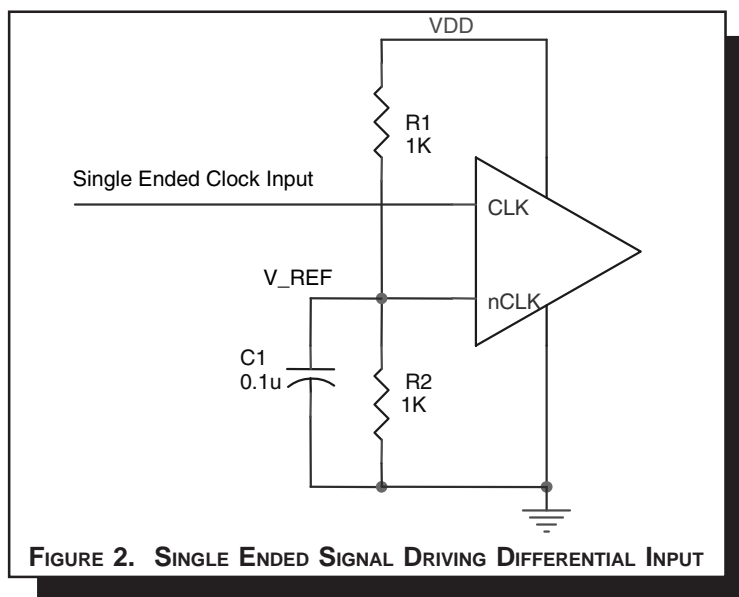 VDD
R1
1K
Single Ended Clock Input
CLK
V_REF
nCLK
C1
0.1u
R2
1K
FIGURE 2. SINGLE ENDED SIGNAL DRIVING DIFFERENTIAL INPUT